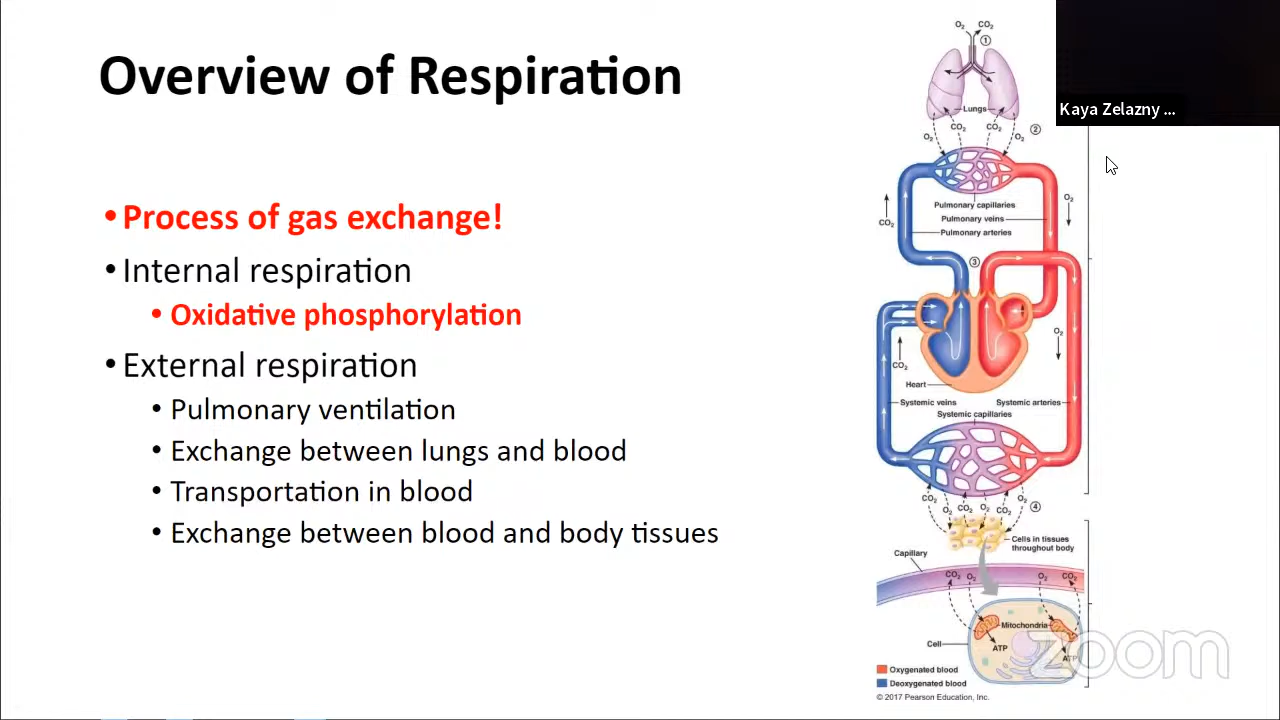 Overview of Respiration
• Process of gas exchange!
• Internal respiration
• Oxidative phosphorylation
• External respiration
• Pulmonary ventilation
• Exchange between lungs and blood
• Transportation in blood
• Exchange between blood and body tissues
Kaya Zelazny ...
O₂ CO₂
①
Lungs
CO₂ CO₂ ②
O₂ O₂
Pulmonary capillaries
Pulmonary veins
Pulmonary arteries
CO₂
O₂
③
O₂
CO₂
Heart
Systemic veins
Systemic arteries
Systemic capillaries
CO₂ O₂ CO₂ O₂ CO₂ O₂ ④
Cells in tissues
throughout body
Capillary
CO₂ O₂ O₂ CO₂
Mitochondria
Cell
ATP
ATP
Oxygenated blood
Deoxygenated blood
© 2017 Pearson Education, Inc.
zoom